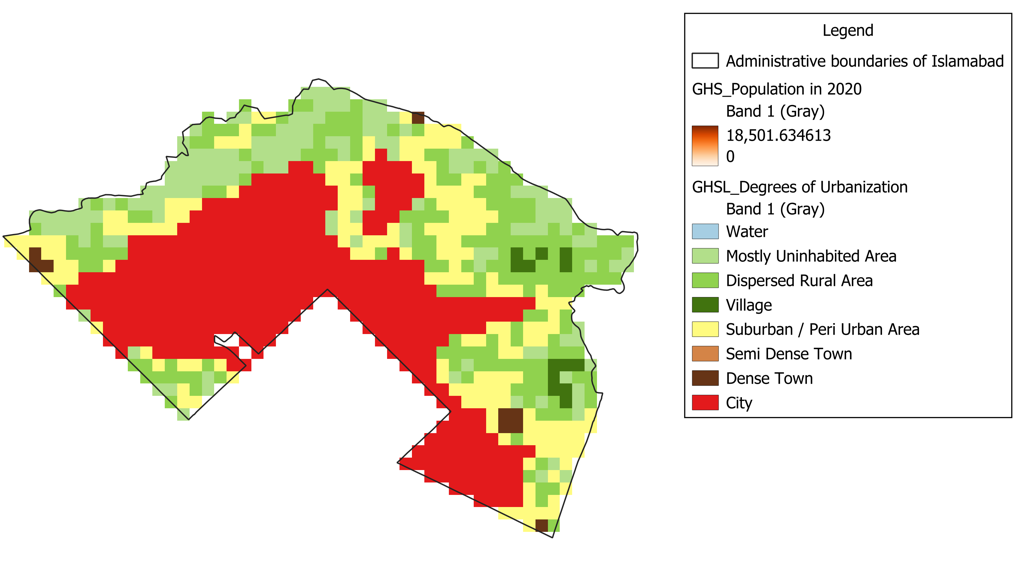 Legend
Administrative boundaries of Islamabad
GHS_Population in 2020
Band 1 (Gray)
18,501.634613
0
GHSL_Degrees of Urbanization
Band 1 (Gray)
Water
Mostly Uninhabited Area
Dispersed Rural Area
Village
Suburban / Peri Urban Area
Semi Dense Town
Dense Town
City